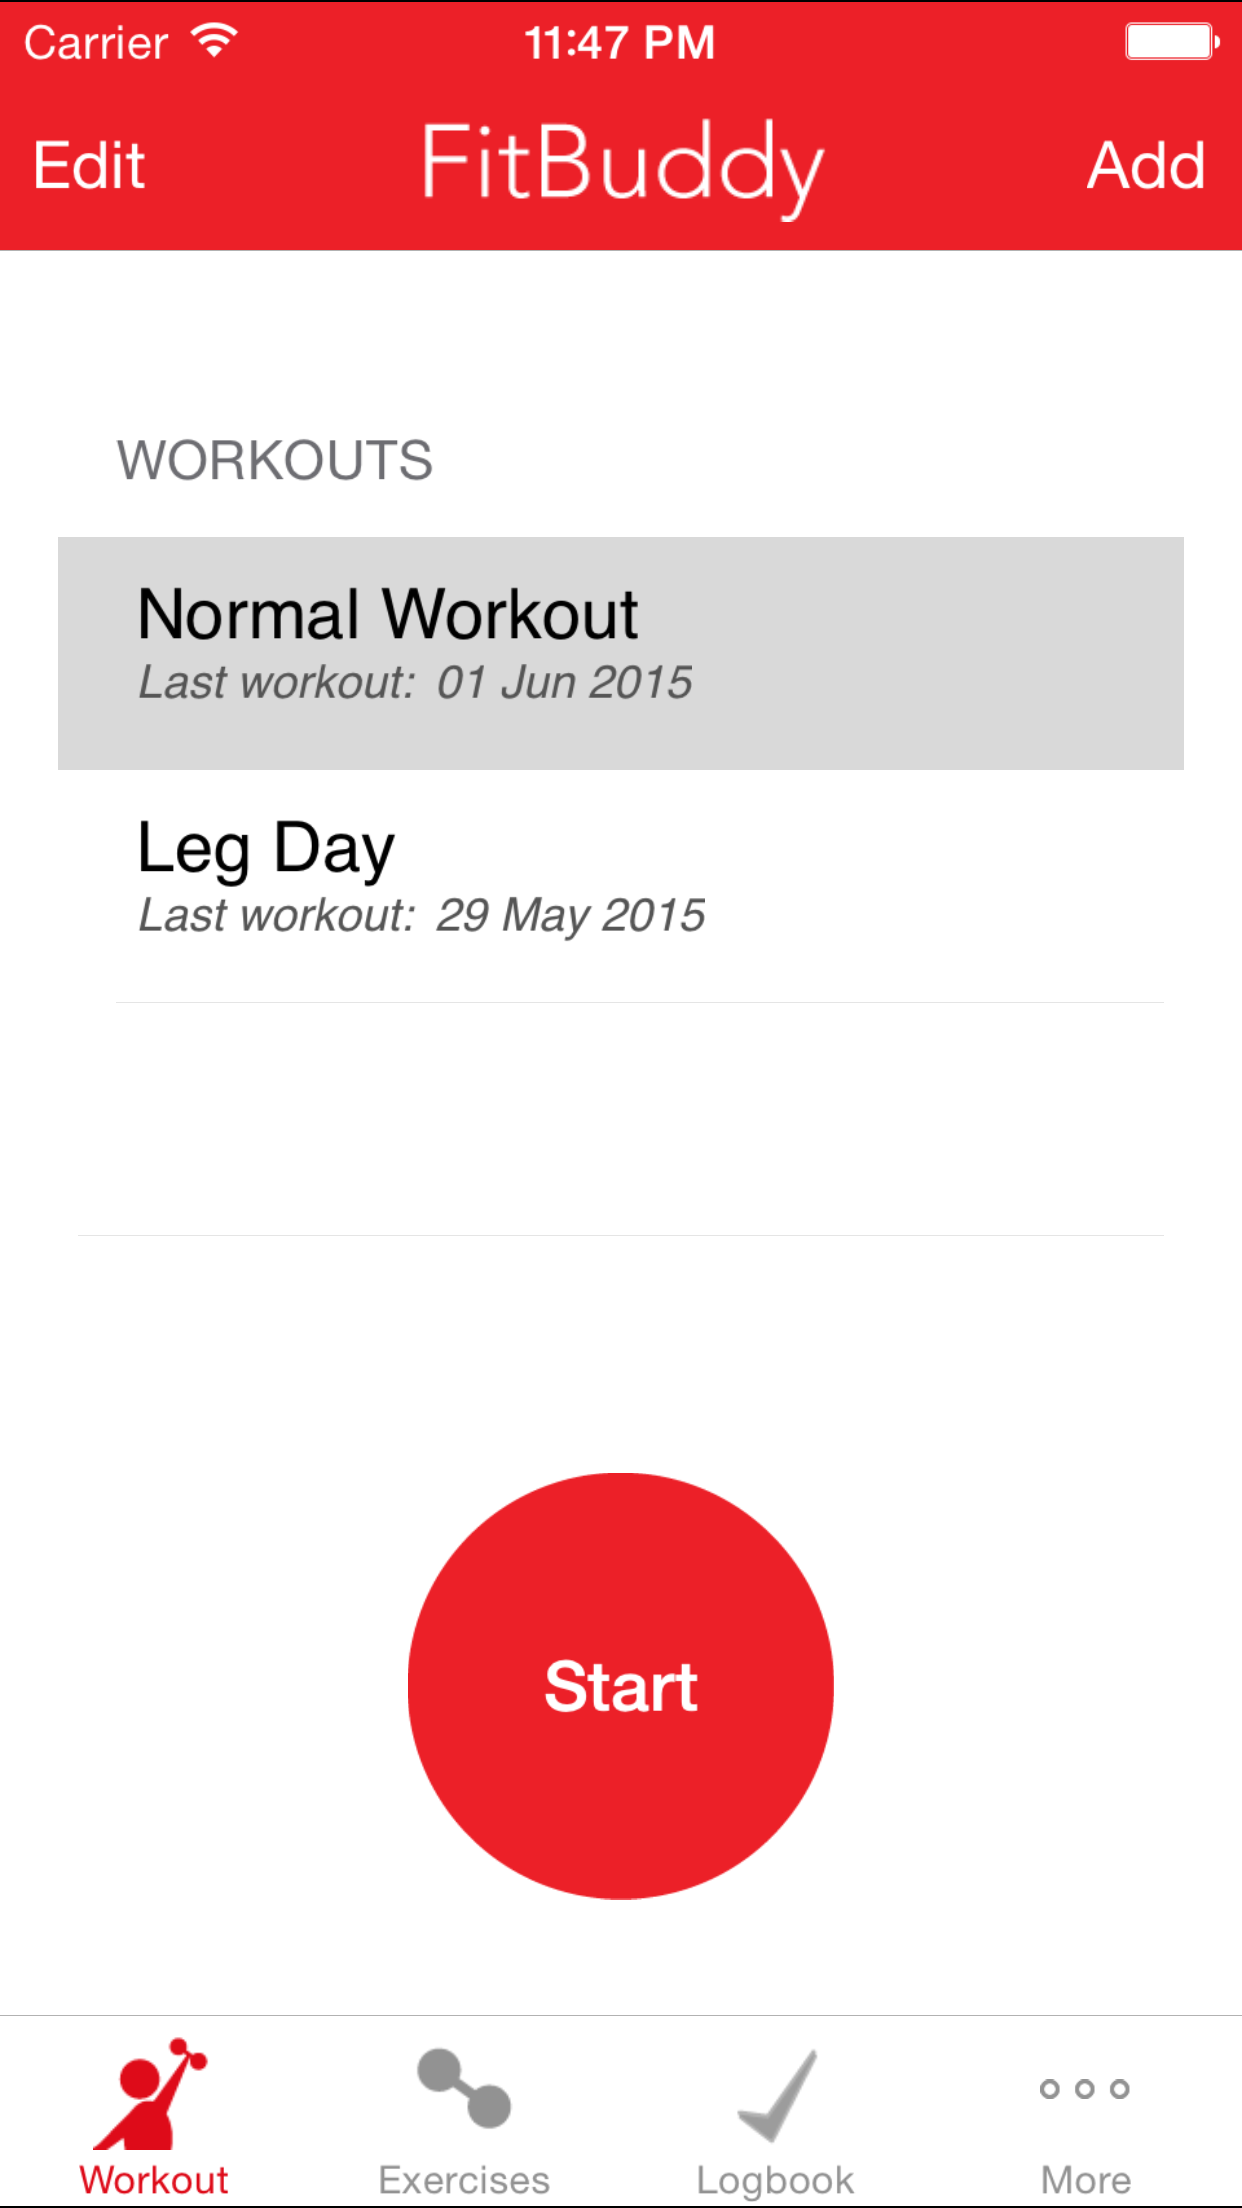 Carrier 11:47 PM
Edit FitBuddy Add
WORKOUTS
Normal Workout
Last workout: 01 Jun 2015
Leg Day
Last workout: 29 May 2015
Start
Workout Exercises Logbook More